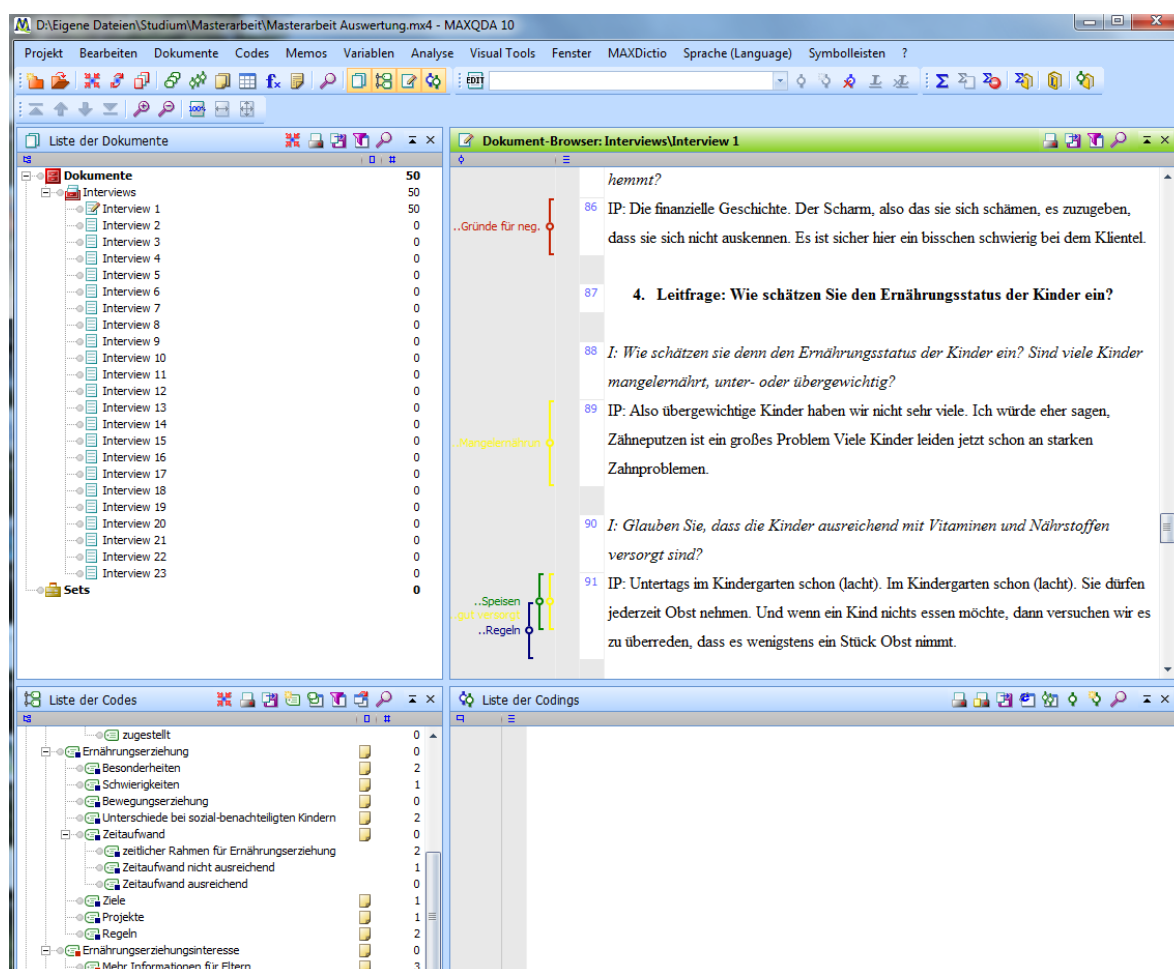 D:\Eigene Dateien\Studium\Masterarbeit\Masterarbeit Auswertung.mx4 - MAXQDA 10
Projekt Bearbeiten Dokumente Codes Memos Variablen Analyse Visual Tools Fenster MAXDictio Sprache (Language) Symbolleisten ?
EDIT
100%
Liste der Dokumente
Dokumente 50
Interviews 50
Interview 1 50
Interview 2 0
Interview 3 0
Interview 4 0
Interview 5 0
Interview 6 0
Interview 7 0
Interview 8 0
Interview 9 0
Interview 10 0
Interview 11 0
Interview 12 0
Interview 13 0
Interview 14 0
Interview 15 0
Interview 16 0
Interview 17 0
Interview 18 0
Interview 19 0
Interview 20 0
Interview 21 0
Interview 22 0
Interview 23 0
Sets 0
Dokument-Browser: Interviews\Interview 1
hemmt?
..Gründe für neg.
86 IP: Die finanzielle Geschichte. Der Scharm, also das sie sich schämen, es zuzugeben,
dass sie sich nicht auskennen. Es ist sicher hier ein bisschen schwierig bei dem Klientel.
87 4. Leitfrage: Wie schätzen Sie den Ernährungsstatus der Kinder ein?
88 I: Wie schätzen sie denn den Ernährungsstatus der Kinder ein? Sind viele Kinder
mangelernährt, unter- oder übergewichtig?
89 IP: Also übergewichtige Kinder haben wir nicht sehr viele. Ich würde eher sagen,
..Mangelernährun
Zähneputzen ist ein großes Problem Viele Kinder leiden jetzt schon an starken
Zahnproblemen.
90 I: Glauben Sie, dass die Kinder ausreichend mit Vitaminen und Nährstoffen
versorgt sind?
91 IP: Untertags im Kindergarten schon (lacht). Im Kindergarten schon (lacht). Sie dürfen
..Speisen
gut versorgt
..Regeln
jederzeit Obst nehmen. Und wenn ein Kind nichts essen möchte, dann versuchen wir es
zu überreden, dass es wenigstens ein Stück Obst nimmt.
Liste der Codes
zugestellt 0
Ernährungserziehung 0
Besonderheiten 2
Schwierigkeiten 1
Bewegungserziehung 0
Unterschiede bei sozial-benachteiligten Kindern 2
Zeitaufwand 0
zeitlicher Rahmen für Ernährungserziehung 2
Zeitaufwand nicht ausreichend 1
Zeitaufwand ausreichend 0
Ziele 1
Projekte 1
Regeln 2
Ernährungserziehungsinteresse 0
Mehr Informationen für Eltern 3
Liste der Codings